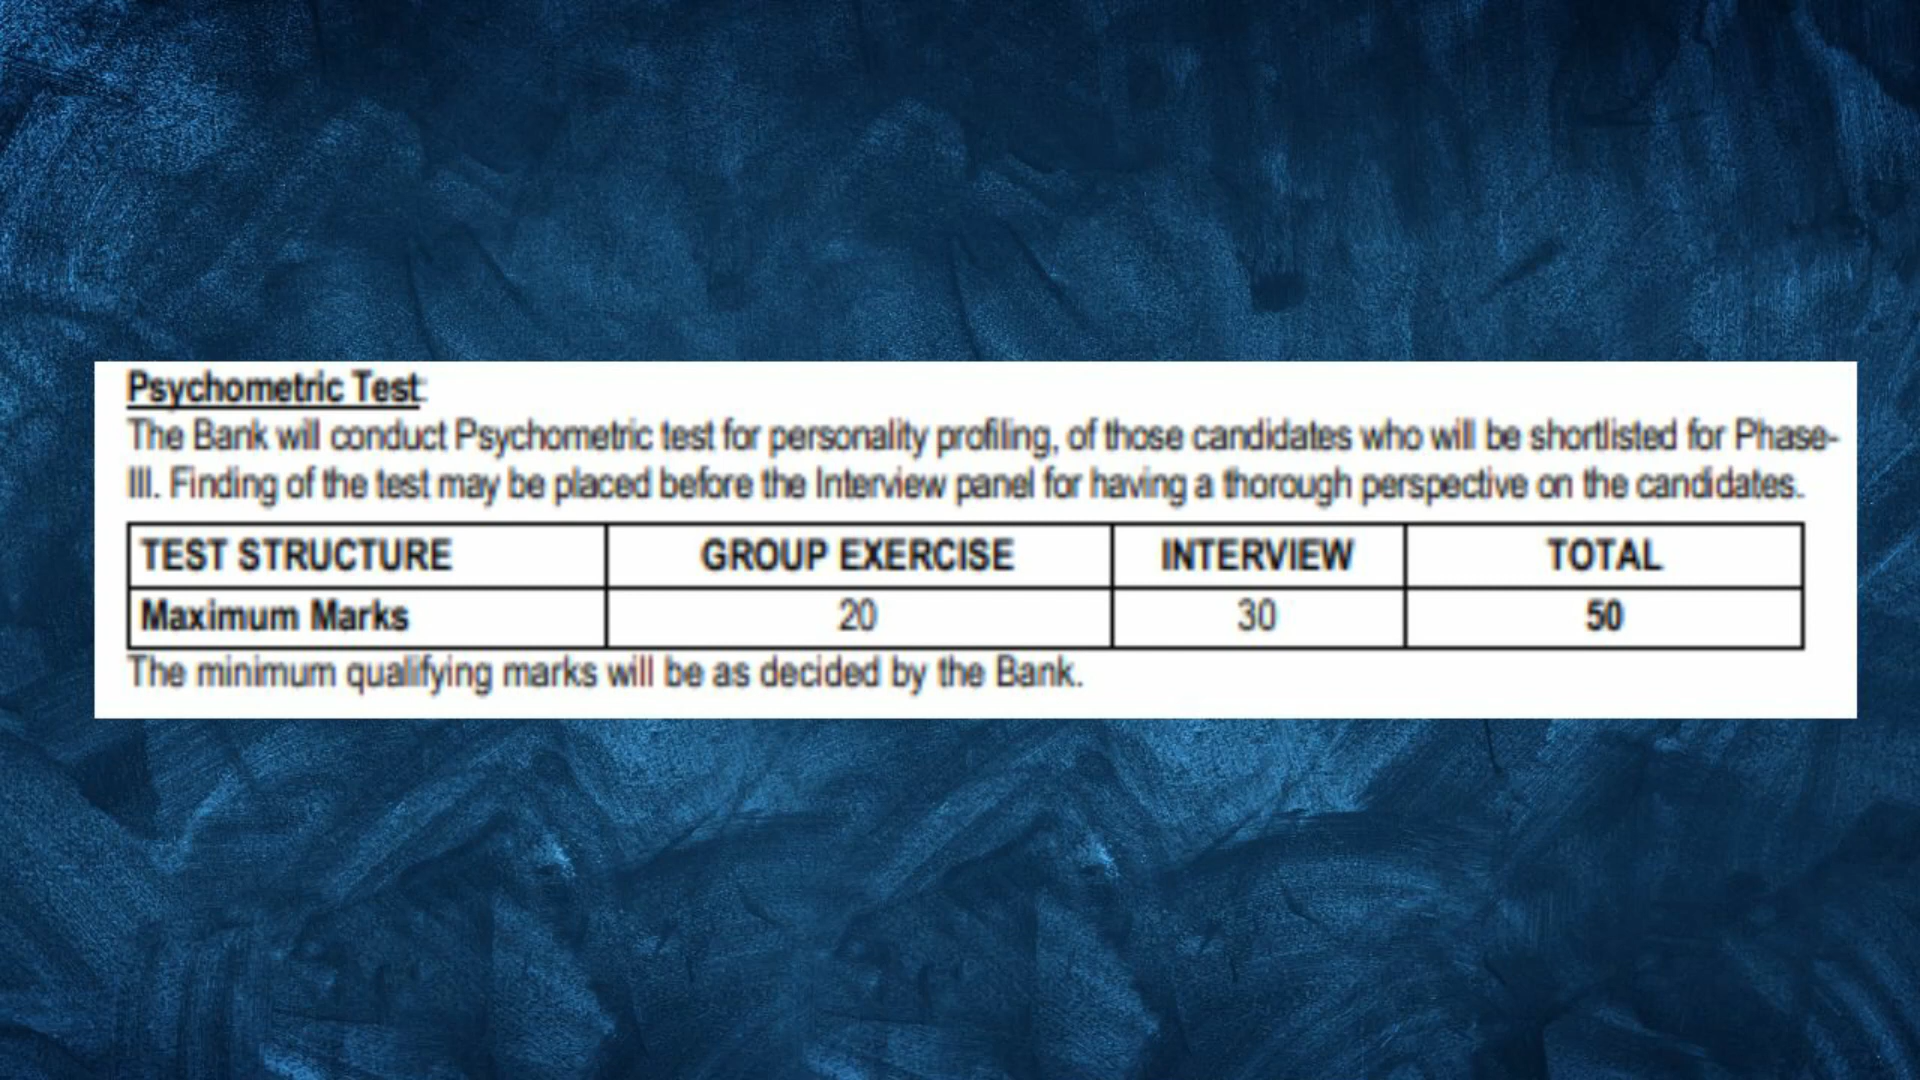 Psychometric Test:
The Bank will conduct Psychometric test for personality profiling, of those candidates who will be shortlisted for Phase-
III. Finding of the test may be placed before the Interview panel for having a thorough perspective on the candidates.
TEST STRUCTURE GROUP EXERCISE INTERVIEW TOTAL
Maximum Marks 20 30 50
The minimum qualifying marks will be as decided by the Bank.